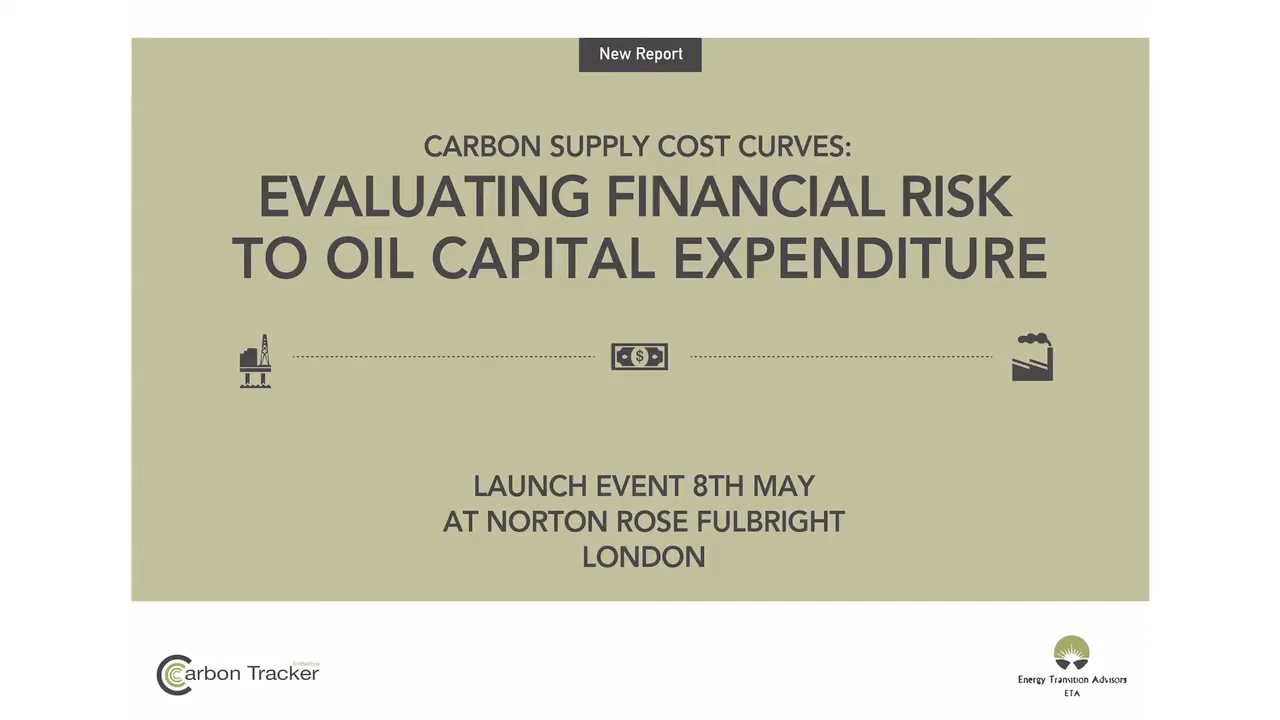 New Report
CARBON SUPPLY COST CURVES:
EVALUATING FINANCIAL RISK
TO OIL CAPITAL EXPENDITURE
$
LAUNCH EVENT 8TH MAY
AT NORTON ROSE FULBRIGHT
LONDON
Carbon Tracker
initiative
Energy Transition Advisors
ETA